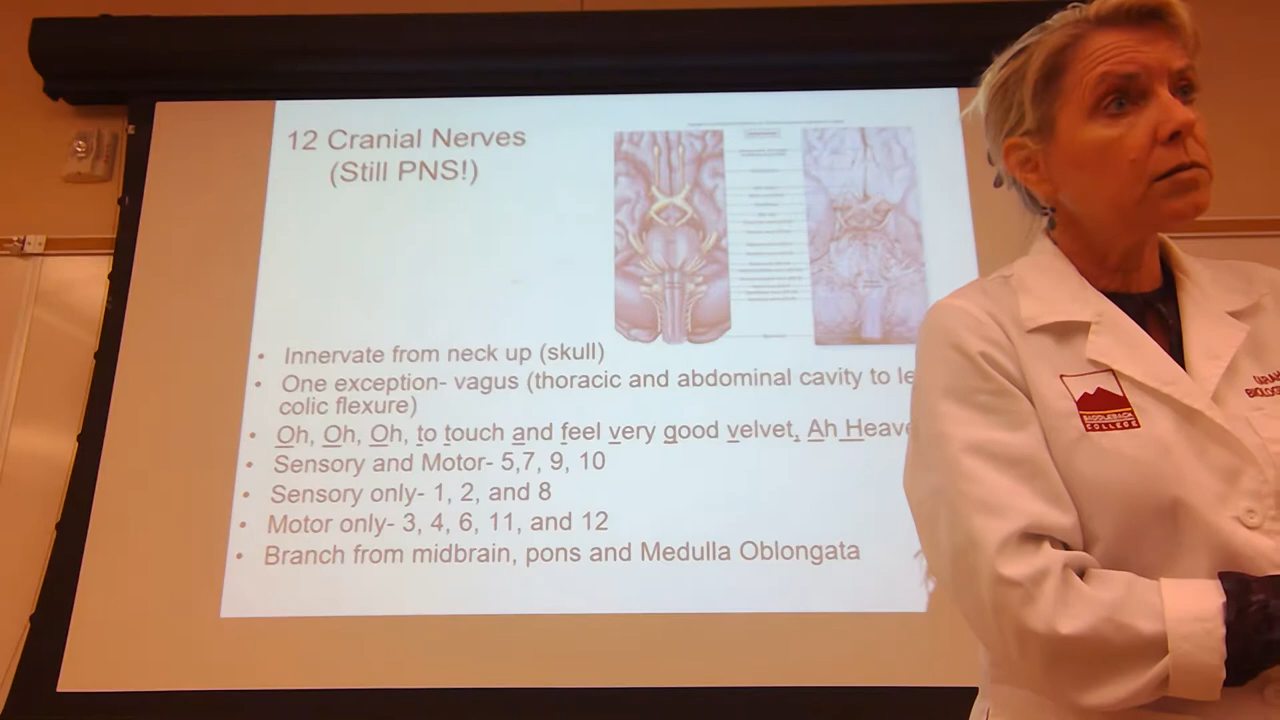 12 Cranial Nerves
(Still PNS!)
• Innervate from neck up (skull)
• One exception- vagus (thoracic and abdominal cavity to le
colic flexure)
• Oh, Oh, Oh, to touch and feel very good velvet, Ah Heave
• Sensory and Motor- 5,7, 9, 10
• Sensory only- 1, 2, and 8
• Motor only- 3, 4, 6, 11, and 12
• Branch from midbrain, pons and Medulla Oblongata
SADDLEBACK
COLLEGE